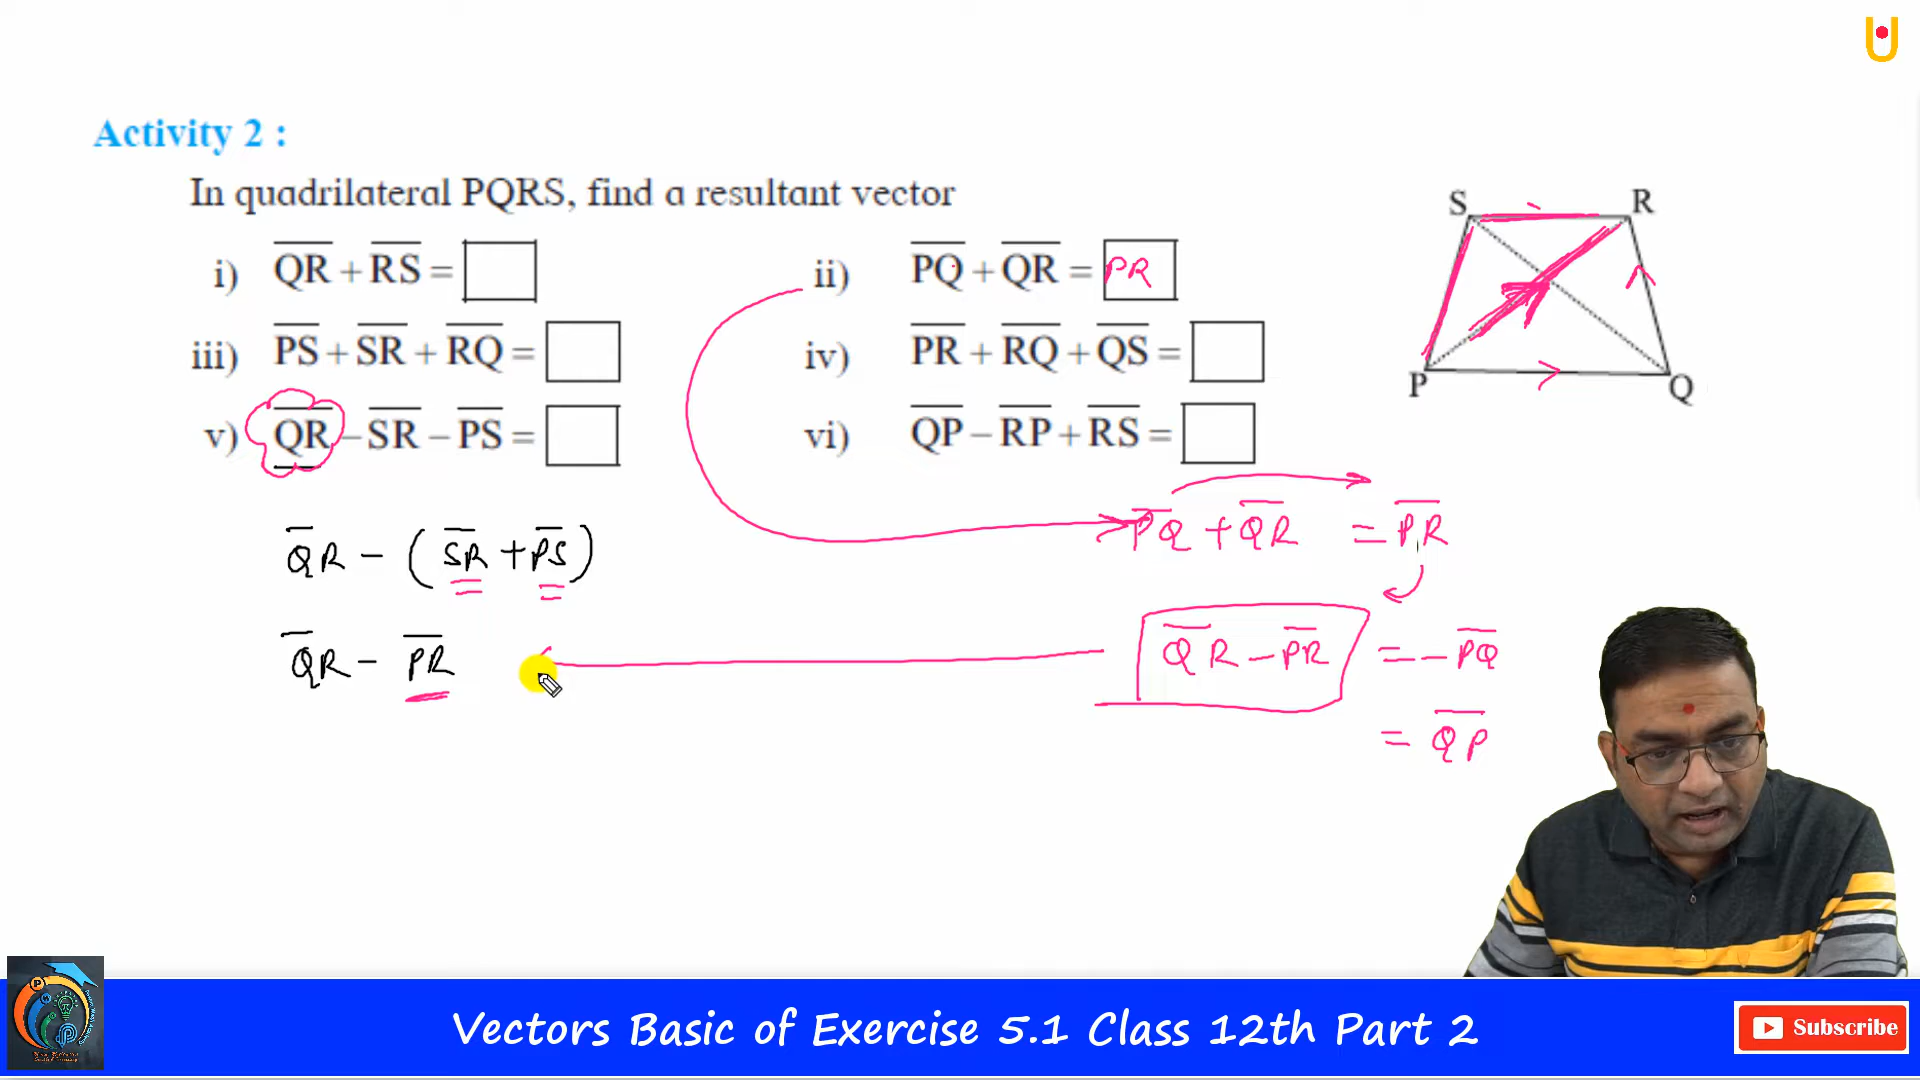 Activity 2 :
In quadrilateral PQRS, find a resultant vector
i) QR + RS =
ii) PQ + QR = PR
iii) PS + SR + RQ =
iv) PR + RQ + QS =
v) QR – SR – PS =
vi) QP – RP + RS =
S R
P Q
QR – ( SR + PS )
PQ + QR = PR
QR – PR
QR – PR = – PQ
= QP
Vectors Basic of Exercise 5.1 Class 12th Part 2
Subscribe